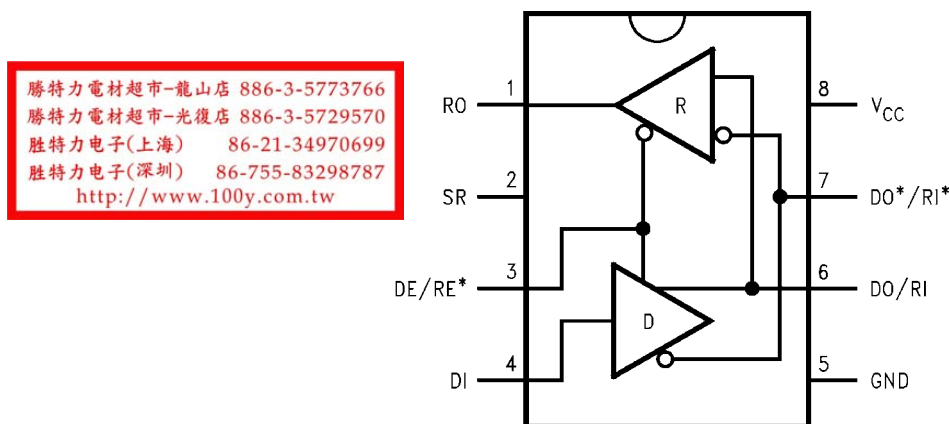 勝特力電材超市-龍山店 886-3-5773766
勝特力電材超市-光復店 886-3-5729570
胜特力电子(上海) 86-21-34970699
胜特力电子(深圳) 86-755-83298787
http://www.100y.com.tw
RO 1
SR 2
DE/RE* 3
DI 4
R
D
8 VCC
7 DO*/RI*
6 DO/RI
5 GND